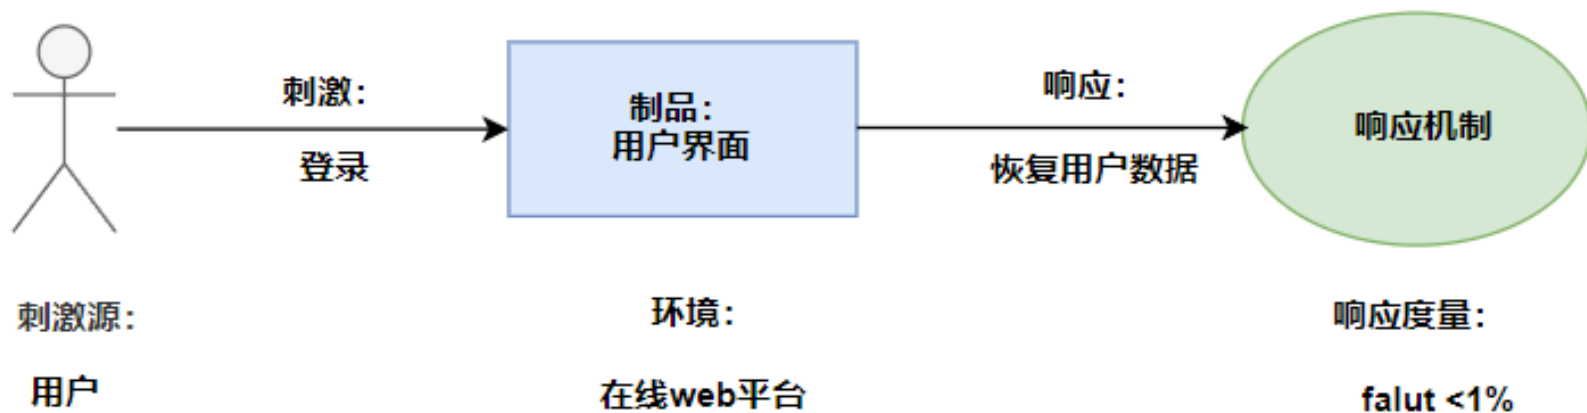 刺激：
登录
制品：
用户界面
响应：
恢复用户数据
响应机制
刺激源：
用户
环境：
在线web平台
响应度量：
falut <1%